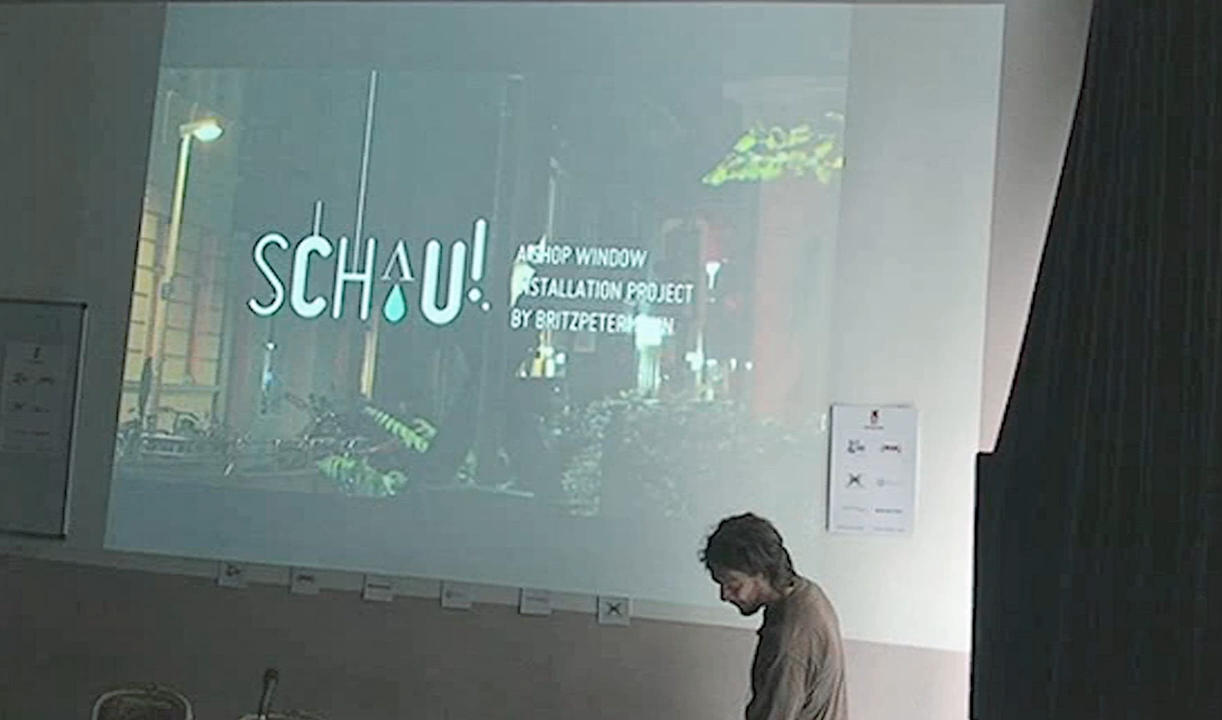 SCHAU!
A SHOP WINDOW
INSTALLATION PROJECT
BY BRITZPETERMANN